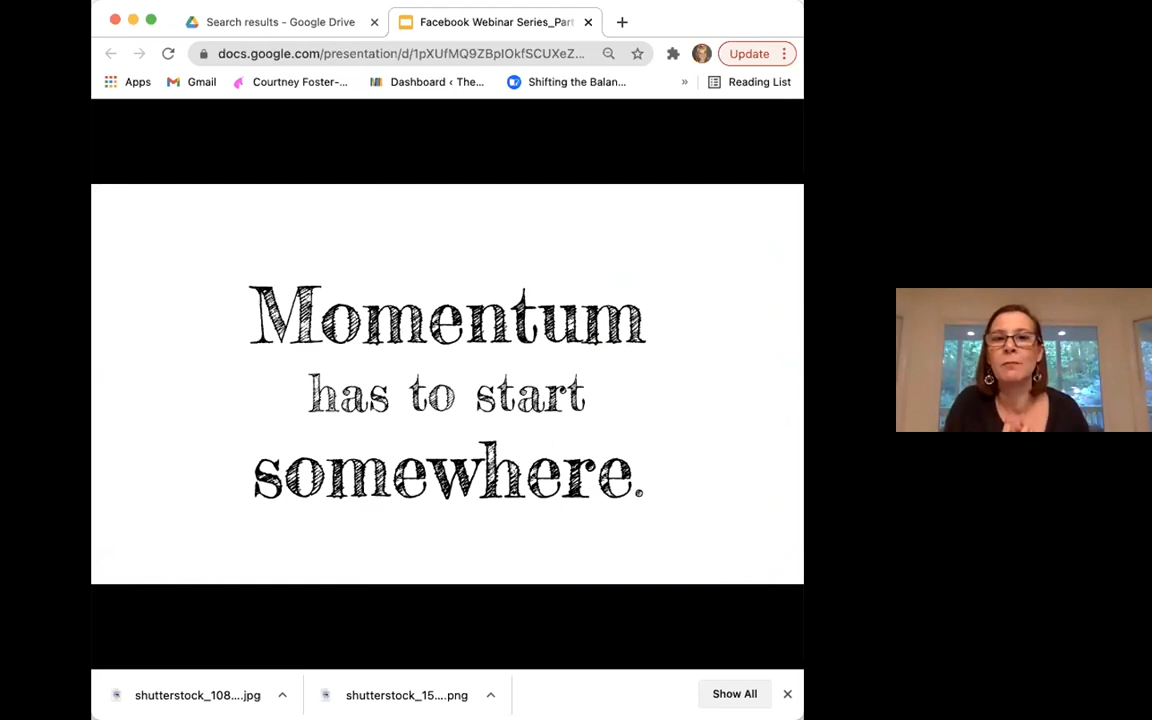 Search results - Google Drive
Facebook Webinar Series_Part
docs.google.com/presentation/d/1pXUfMQ9ZBpIOkfSCUXeZ...
Update
Apps
Gmail
Courtney Foster-...
Dashboard ‹ The...
Shifting the Balan...
»
Reading List
Momentum
has to start
somewhere.
shutterstock_108....jpg
shutterstock_15....png
Show All